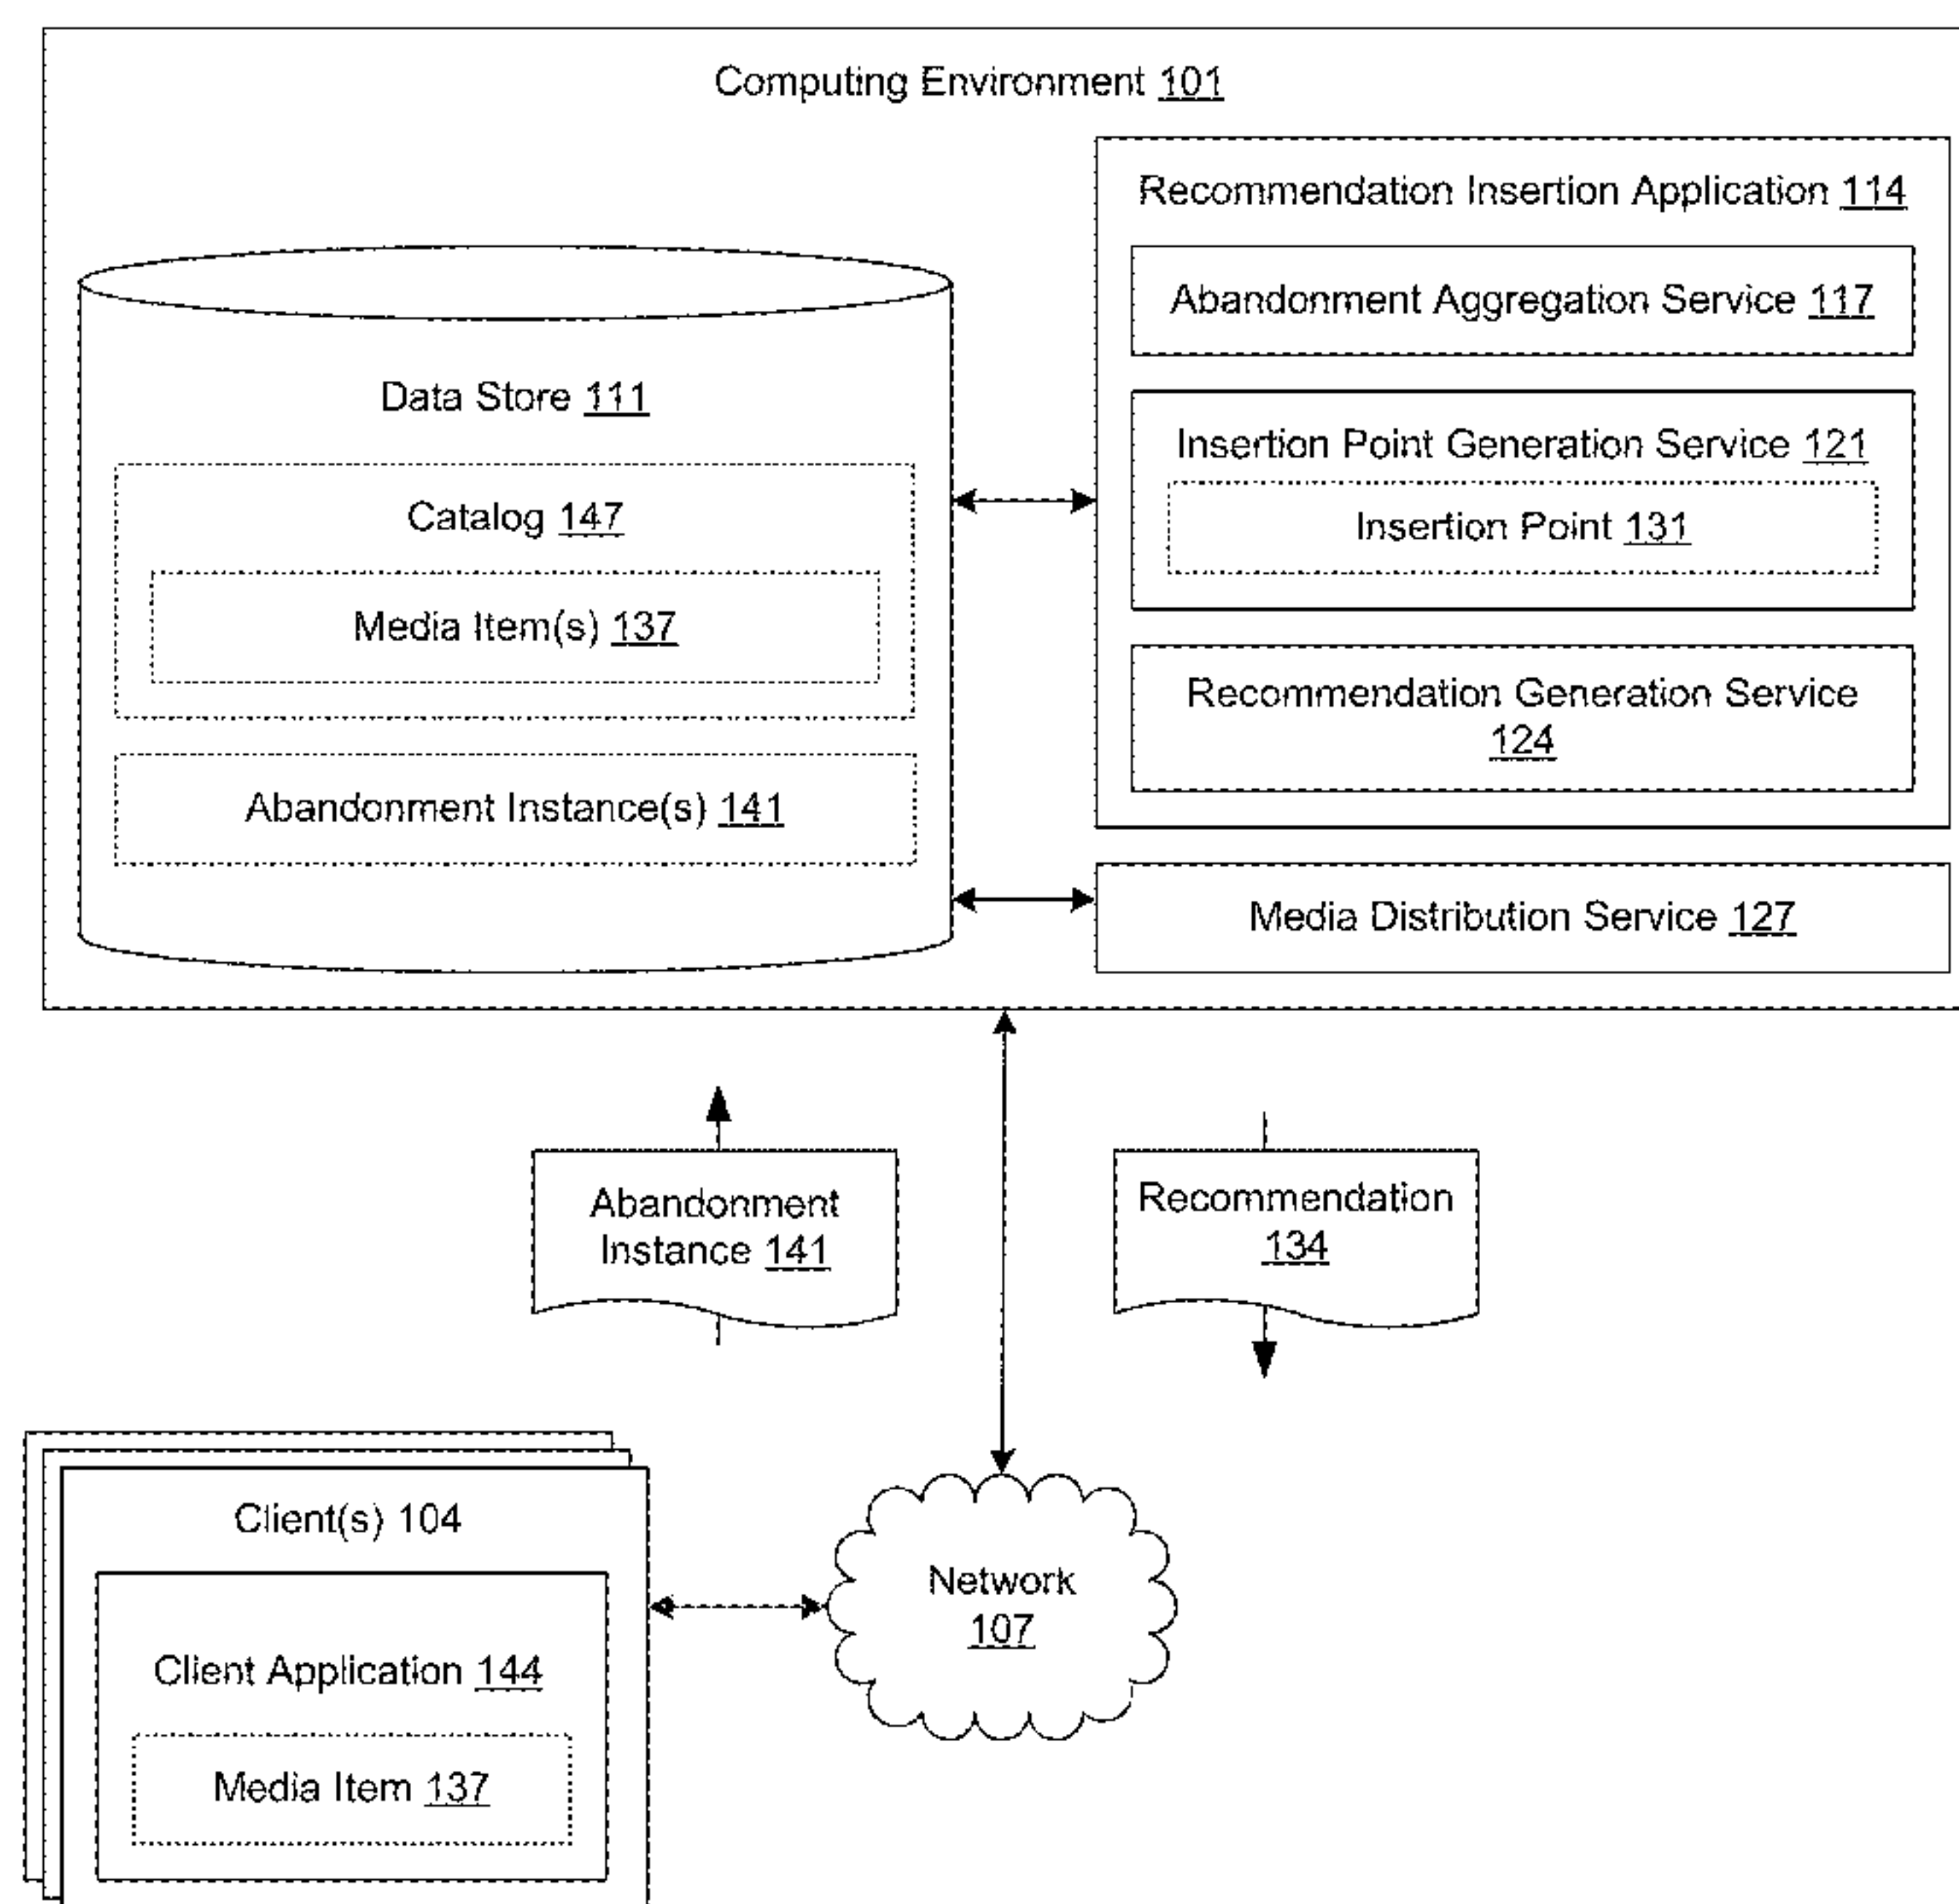 Computing Environment 101
Recommendation Insertion Application 114
Abandonment Aggregation Service 117
Data Store 111
Insertion Point Generation Service 121
Catalog 147
Insertion Point 131
Media Item(s) 137
Recommendation Generation Service
124
Abandonment Instance(s) 141
Media Distribution Service 127
Abandonment
Instance 141
Recommendation
134
Client(s) 104
Network
107
Client Application 144
Media Item 137